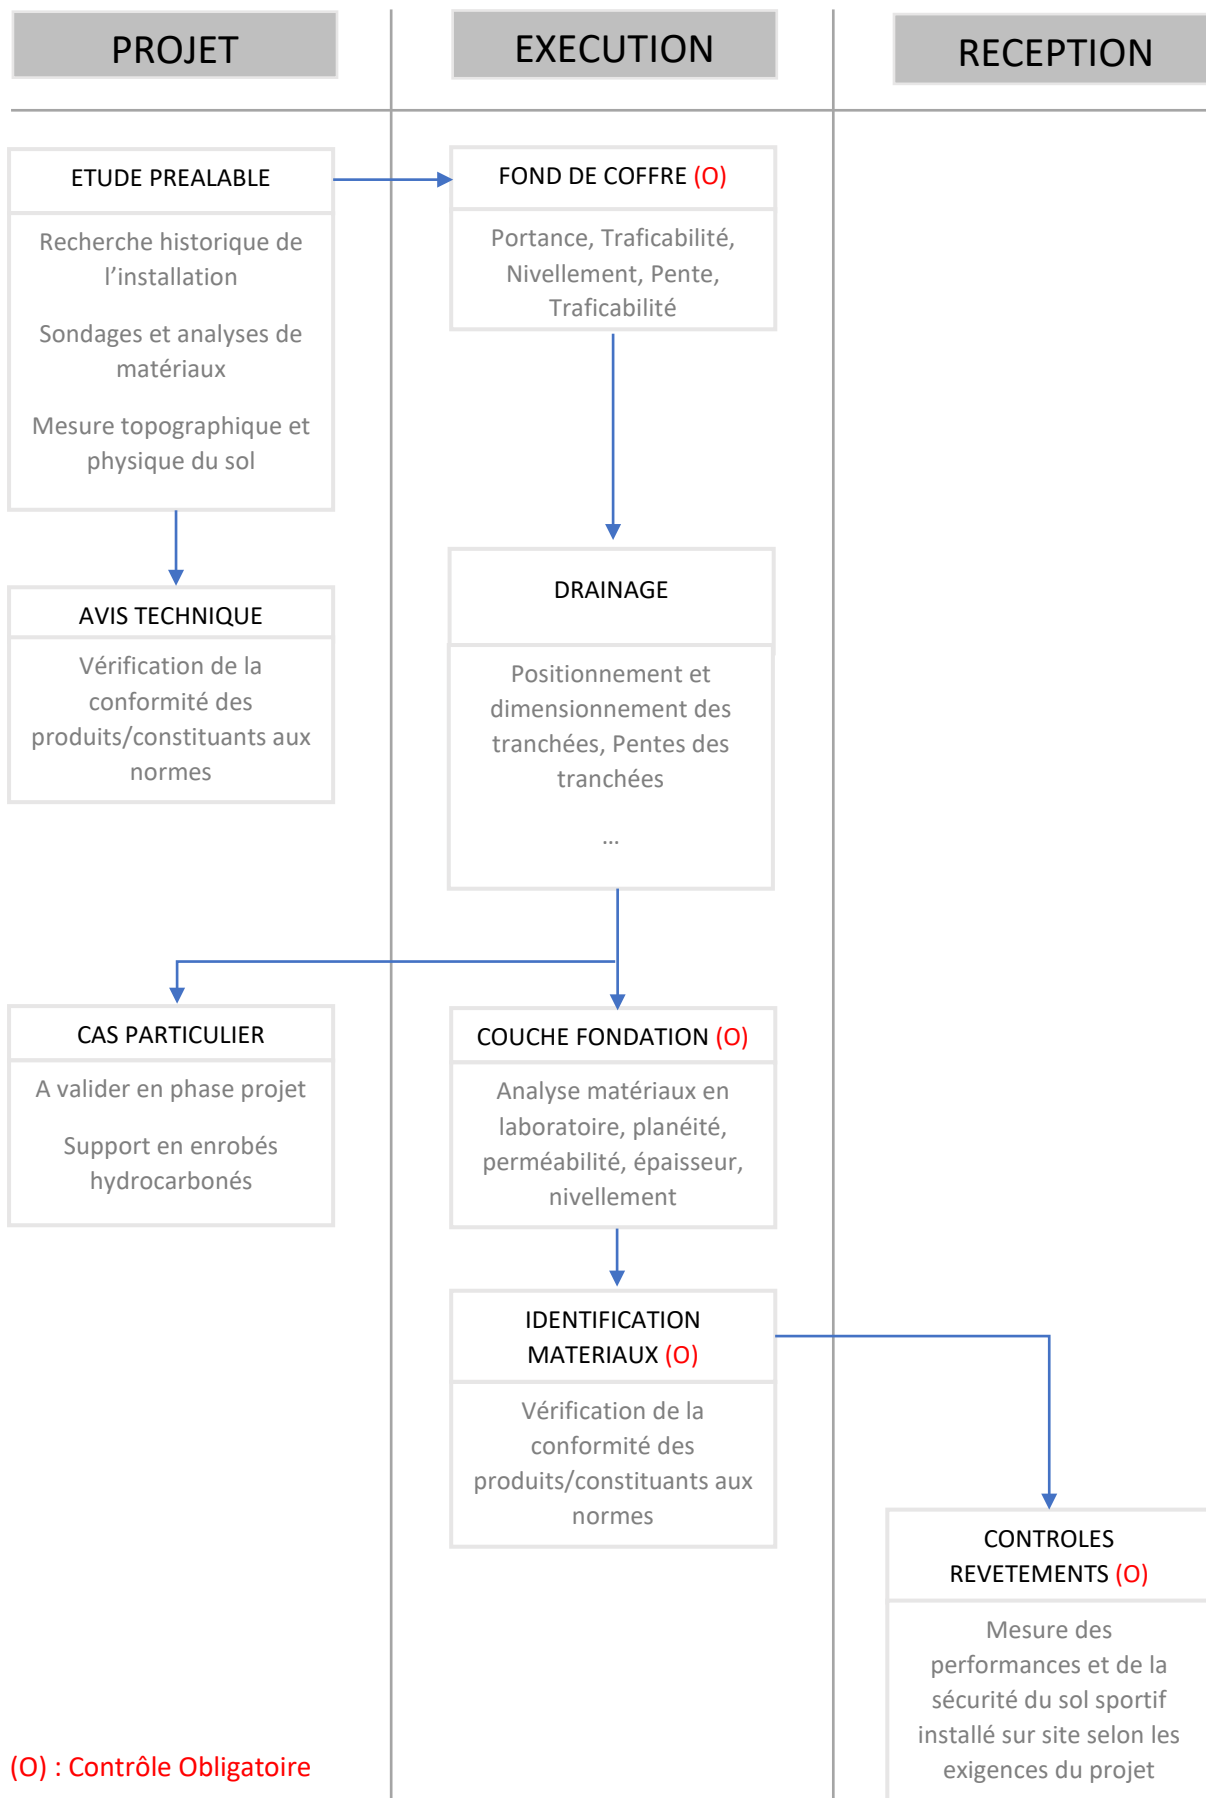 PROJET
EXECUTION
RECEPTION
ETUDE PREALABLE
Recherche historique de
l’installation
Sondages et analyses de
matériaux
Mesure topographique et
physique du sol
AVIS TECHNIQUE
Vérification de la
conformité des
produits/constituants aux
normes
FOND DE COFFRE (O)
Portance, Traficabilité,
Nivellement, Pente,
Traficabilité
DRAINAGE
Positionnement et
dimensionnement des
tranchées, Pentes des
tranchées
...
CAS PARTICULIER
A valider en phase projet
Support en enrobés
hydrocarbonés
COUCHE FONDATION (O)
Analyse matériaux en
laboratoire, planéité,
perméabilité, épaisseur,
nivellement
IDENTIFICATION
MATERIAUX (O)
Vérification de la
conformité des
produits/constituants aux
normes
CONTROLES
REVETEMENTS (O)
Mesure des
performances et de la
sécurité du sol sportif
installé sur site selon les
exigences du projet
(O) : Contrôle Obligatoire